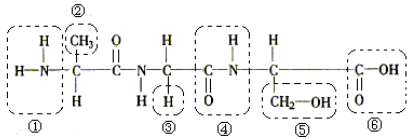 ②
H CH₃ O H H H
H—N—C—C—N—C—C—N—C—C—OH
H H H O O
CH₂—OH
① ③ ④ ⑤ ⑥